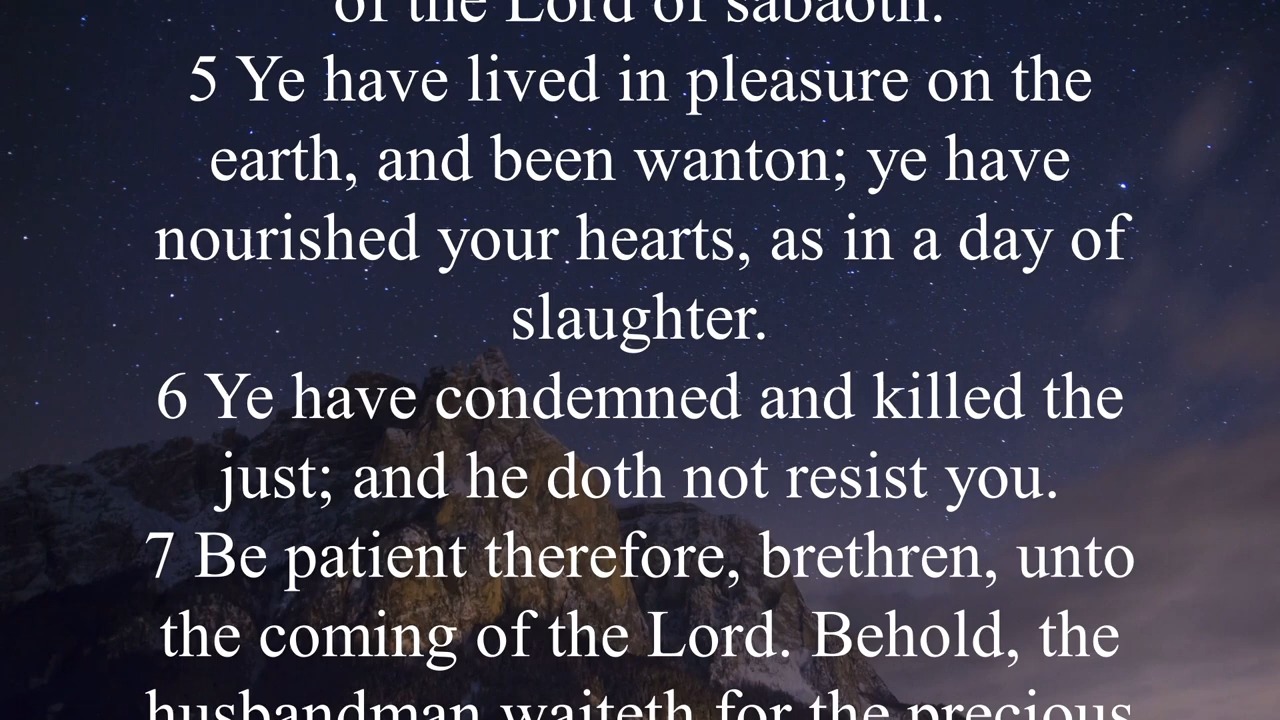 of the Lord of sabaoth.
5 Ye have lived in pleasure on the
earth, and been wanton; ye have
nourished your hearts, as in a day of
slaughter.
6 Ye have condemned and killed the
just; and he doth not resist you.
7 Be patient therefore, brethren, unto
the coming of the Lord. Behold, the
husbandman waiteth for the precious